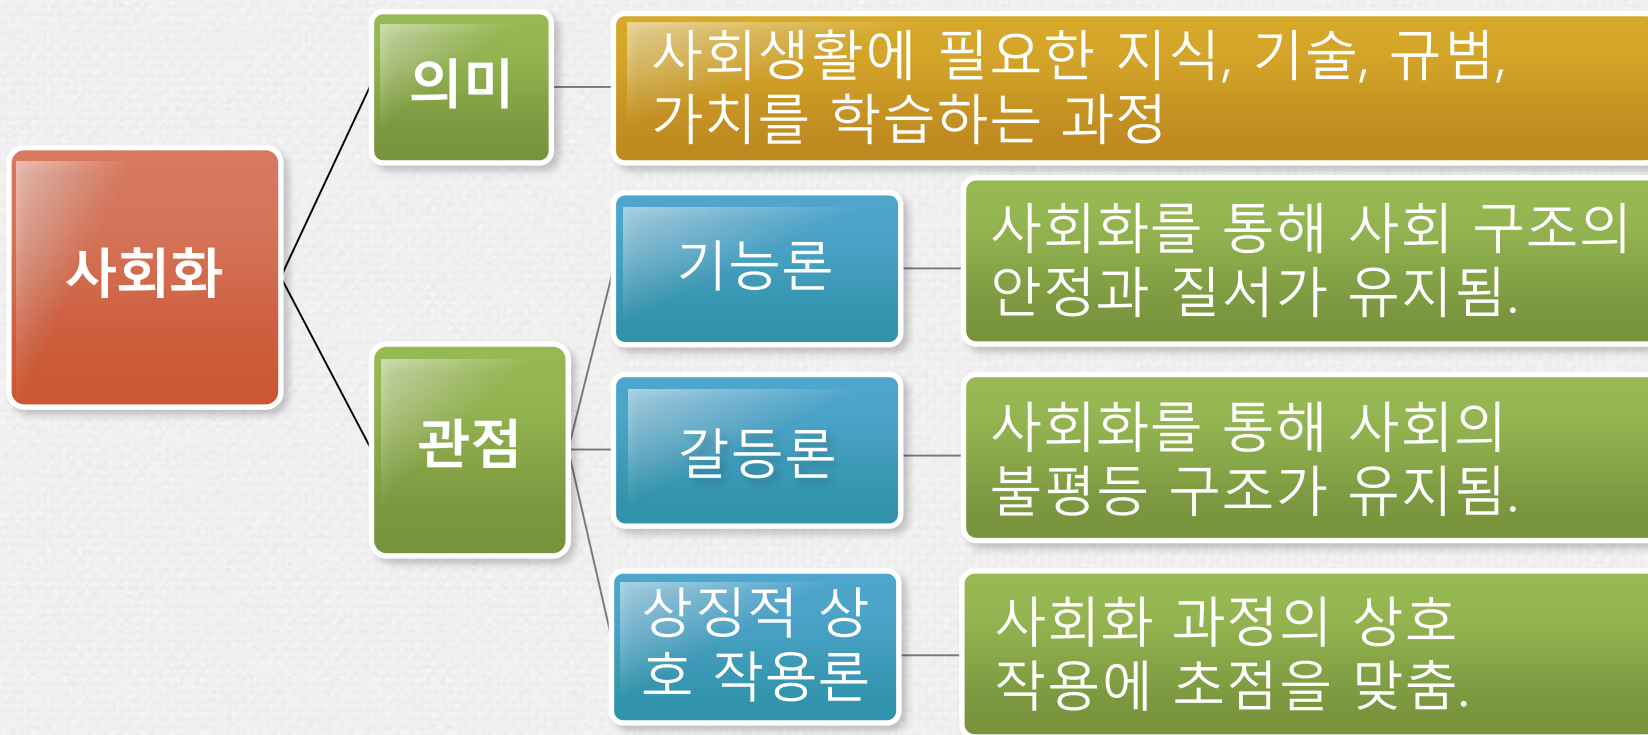 사회화
의미
사회생활에 필요한 지식, 기술, 규범,
가치를 학습하는 과정
관점
기능론
사회화를 통해 사회 구조의
안정과 질서가 유지됨.
갈등론
사회화를 통해 사회의
불평등 구조가 유지됨.
상징적 상
호 작용론
사회화 과정의 상호
작용에 초점을 맞춤.